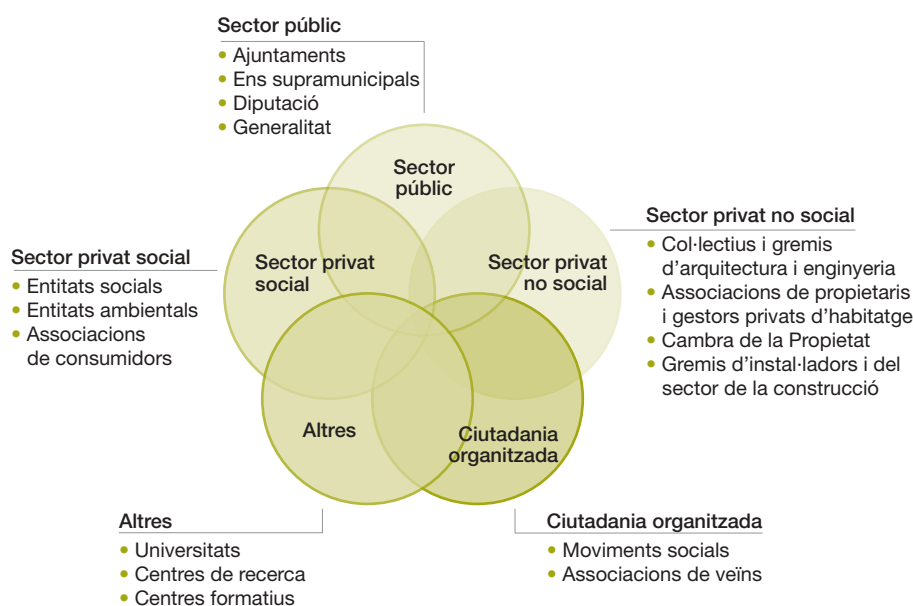 Sector públic
• Ajuntaments
• Ens supramunicipals
• Diputació
• Generalitat
Sector
públic
Sector privat no social
• Col·lectius i gremis
d’arquitectura i enginyeria
• Associacions de propietaris
i gestors privats d’habitatge
• Cambra de la Propietat
• Gremis d’instal·ladors i del
sector de la construcció
Sector privat social
• Entitats socials
• Entitats ambientals
• Associacions
de consumidors
Sector privat
social
Sector privat
no social
Altres
Ciutadania
organitzada
Altres
• Universitats
• Centres de recerca
• Centres formatius
Ciutadania organitzada
• Moviments socials
• Associacions de veïns